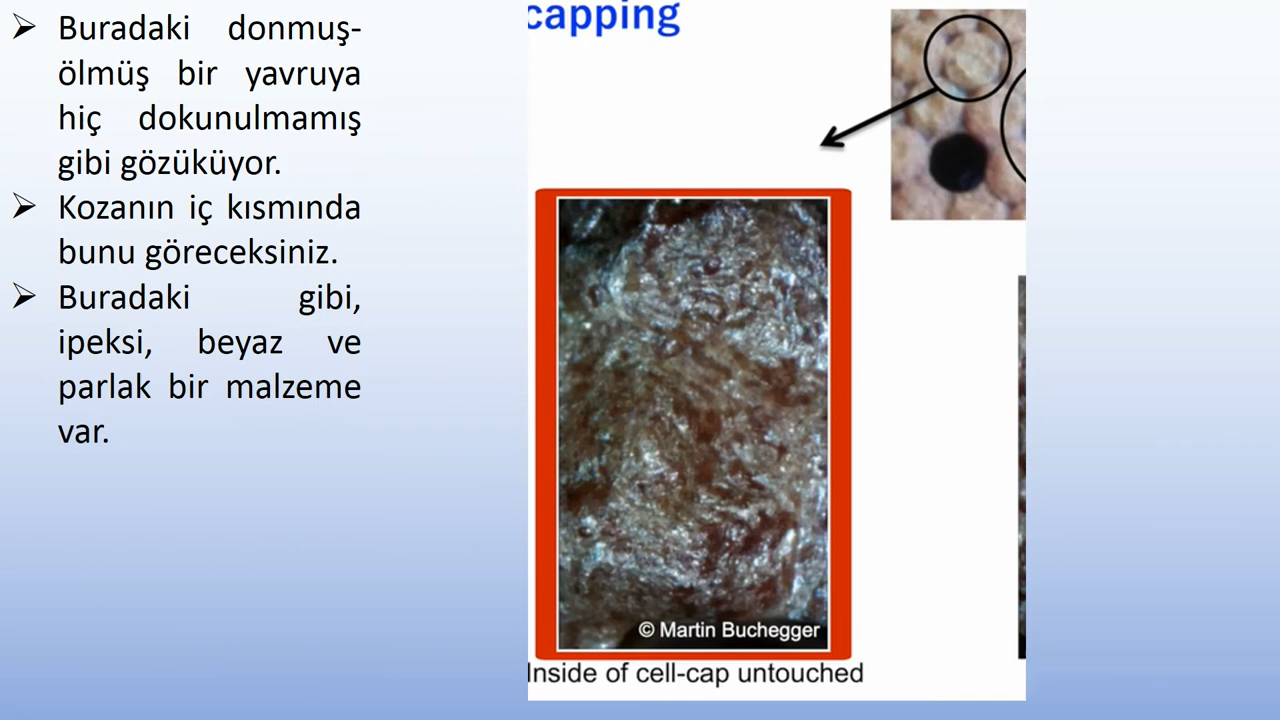 ➢ Buradaki donmuş-
ölmüş bir yavruya
hiç dokunulmamış
gibi gözüküyor.
➢ Kozanın iç kısmında
bunu göreceksiniz.
➢ Buradaki gibi,
ipeksi, beyaz ve
parlak bir malzeme
var.
capping
© Martin Buchegger
Inside of cell-cap untouched